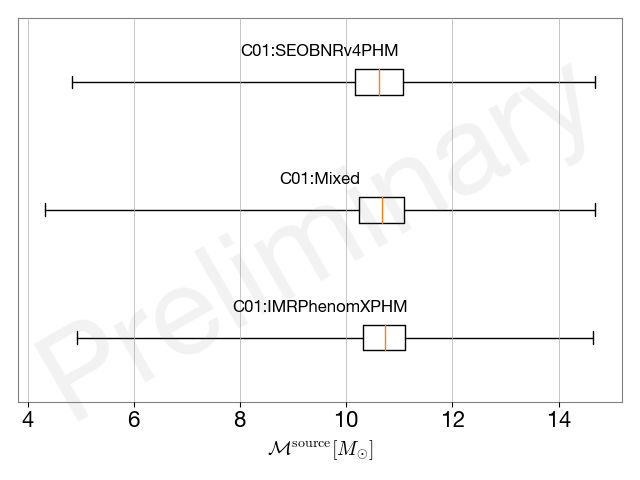 C01:SEOBNRv4PHM
C01:Mixed
C01:IMRPhenomXPHM
Preliminary
4 6 8 10 12 14
ℳ^source [M_⊙]